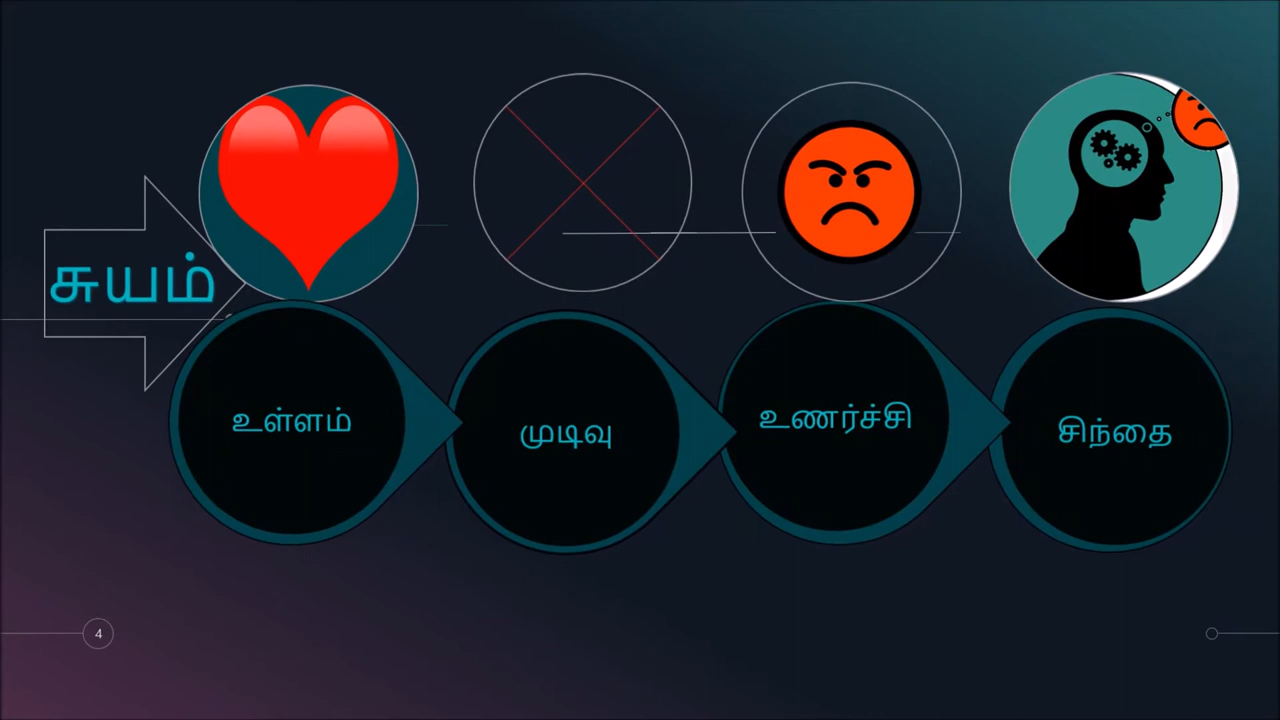 சுயம்
உள்ளம்
முடிவு
உணர்ச்சி
சிந்தை
4